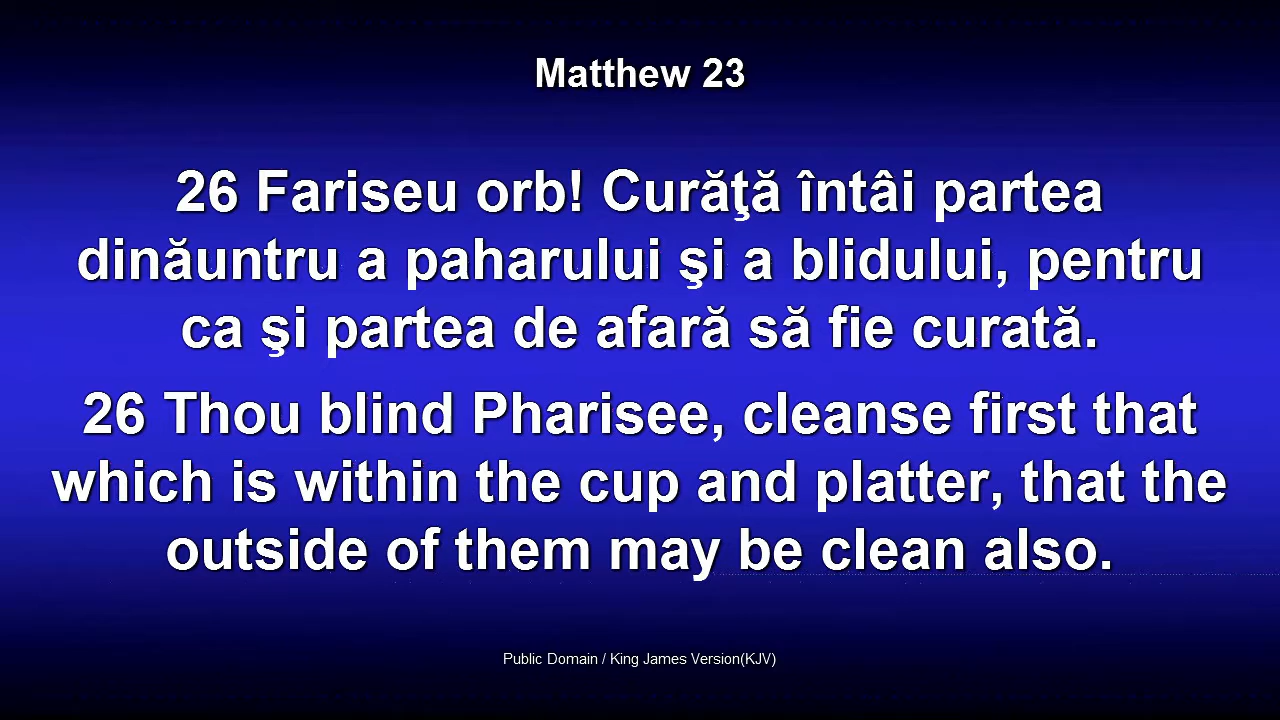 Matthew 23
26 Fariseu orb! Curăţă întâi partea
dinăuntru a paharului şi a blidului, pentru
ca şi partea de afară să fie curată.
26 Thou blind Pharisee, cleanse first that
which is within the cup and platter, that the
outside of them may be clean also.
Public Domain / King James Version(KJV)